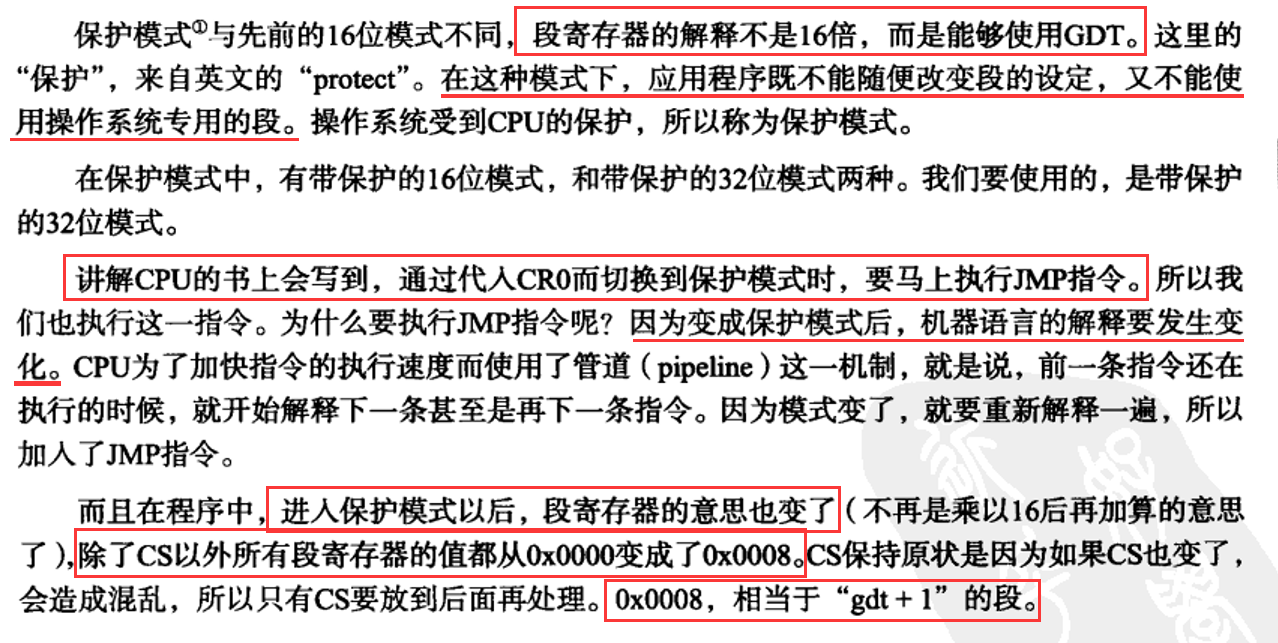 保护模式①与先前的16位模式不同，段寄存器的解释不是16倍，而是能够使用GDT。这里的
“保护”，来自英文的“protect”。在这种模式下，应用程序既不能随便改变段的设定，又不能使
用操作系统专用的段。操作系统受到CPU的保护，所以称为保护模式。
在保护模式中，有带保护的16位模式，和带保护的32位模式两种。我们要使用的，是带保护
的32位模式。
讲解CPU的书上会写到，通过代入CR0而切换到保护模式时，要马上执行JMP指令。所以我
们也执行这一指令。为什么要执行JMP指令呢？因为变成保护模式后，机器语言的解释要发生变
化。CPU为了加快指令的执行速度而使用了管道（pipeline）这一机制，就是说，前一条指令还在
执行的时候，就开始解释下一条甚至是再下一条指令。因为模式变了，就要重新解释一遍，所以
加入了JMP指令。
而且在程序中，进入保护模式以后，段寄存器的意思也变了（不再是乘以16后再加算的意思
了），除了CS以外所有段寄存器的值都从0x0000变成了0x0008。CS保持原状是因为如果CS也变了，
会造成混乱，所以只有CS要放到后面再处理。0x0008，相当于“gdt + 1”的段。